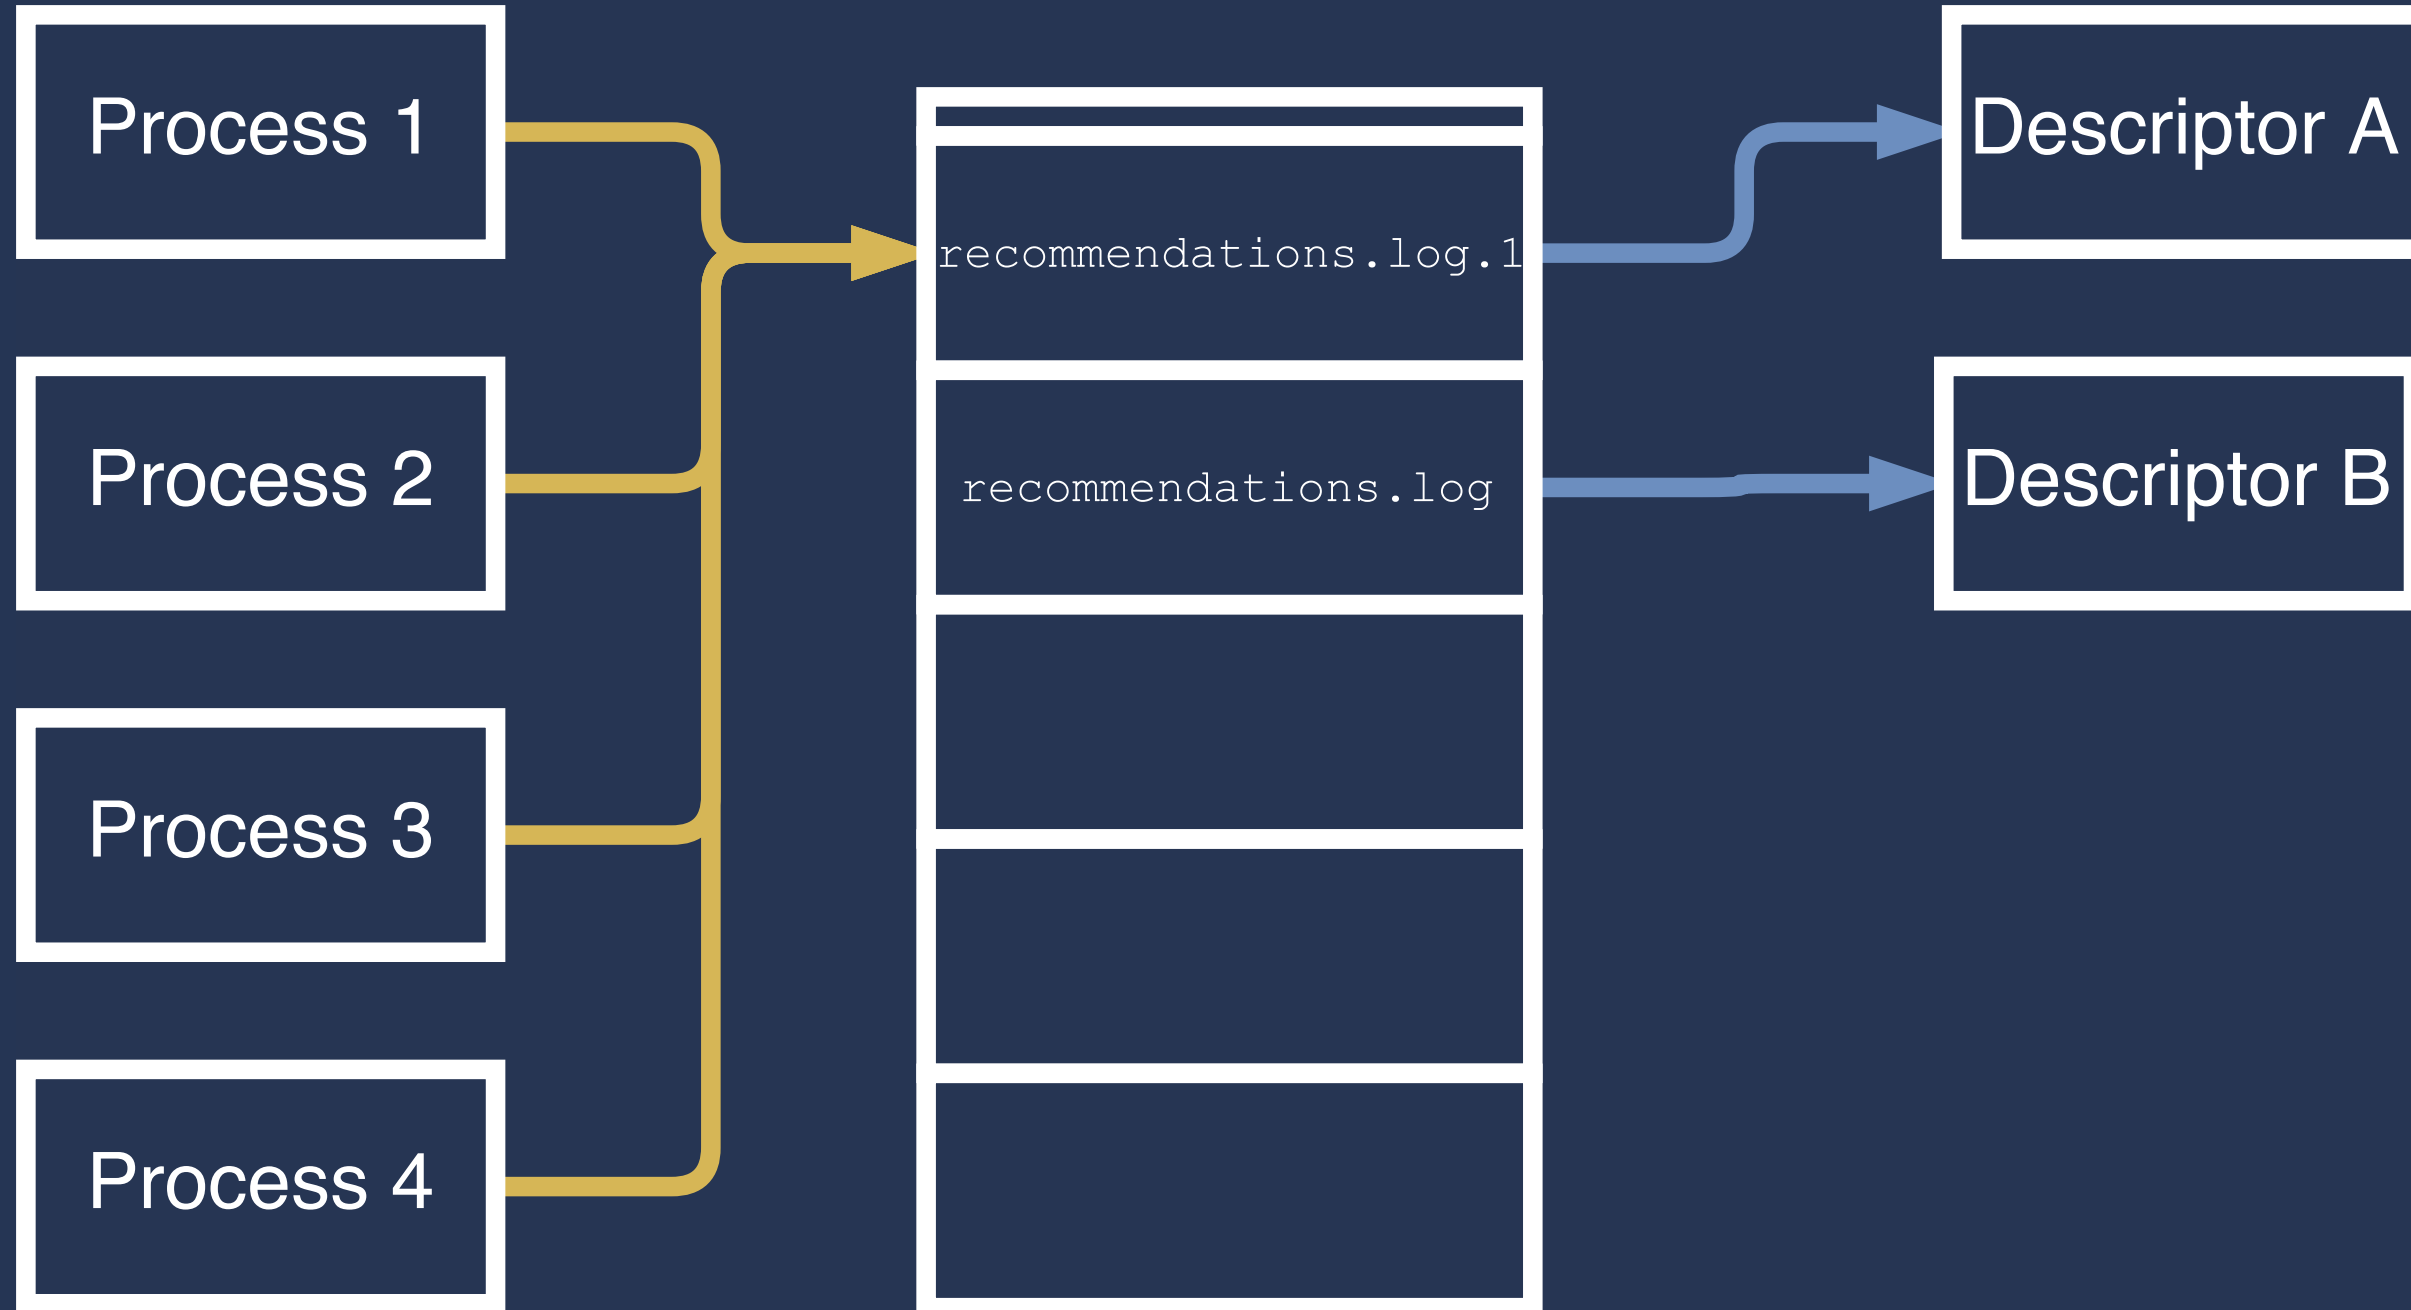 Process 1
Process 2
Process 3
Process 4
recommendations.log.1
recommendations.log
Descriptor A
Descriptor B